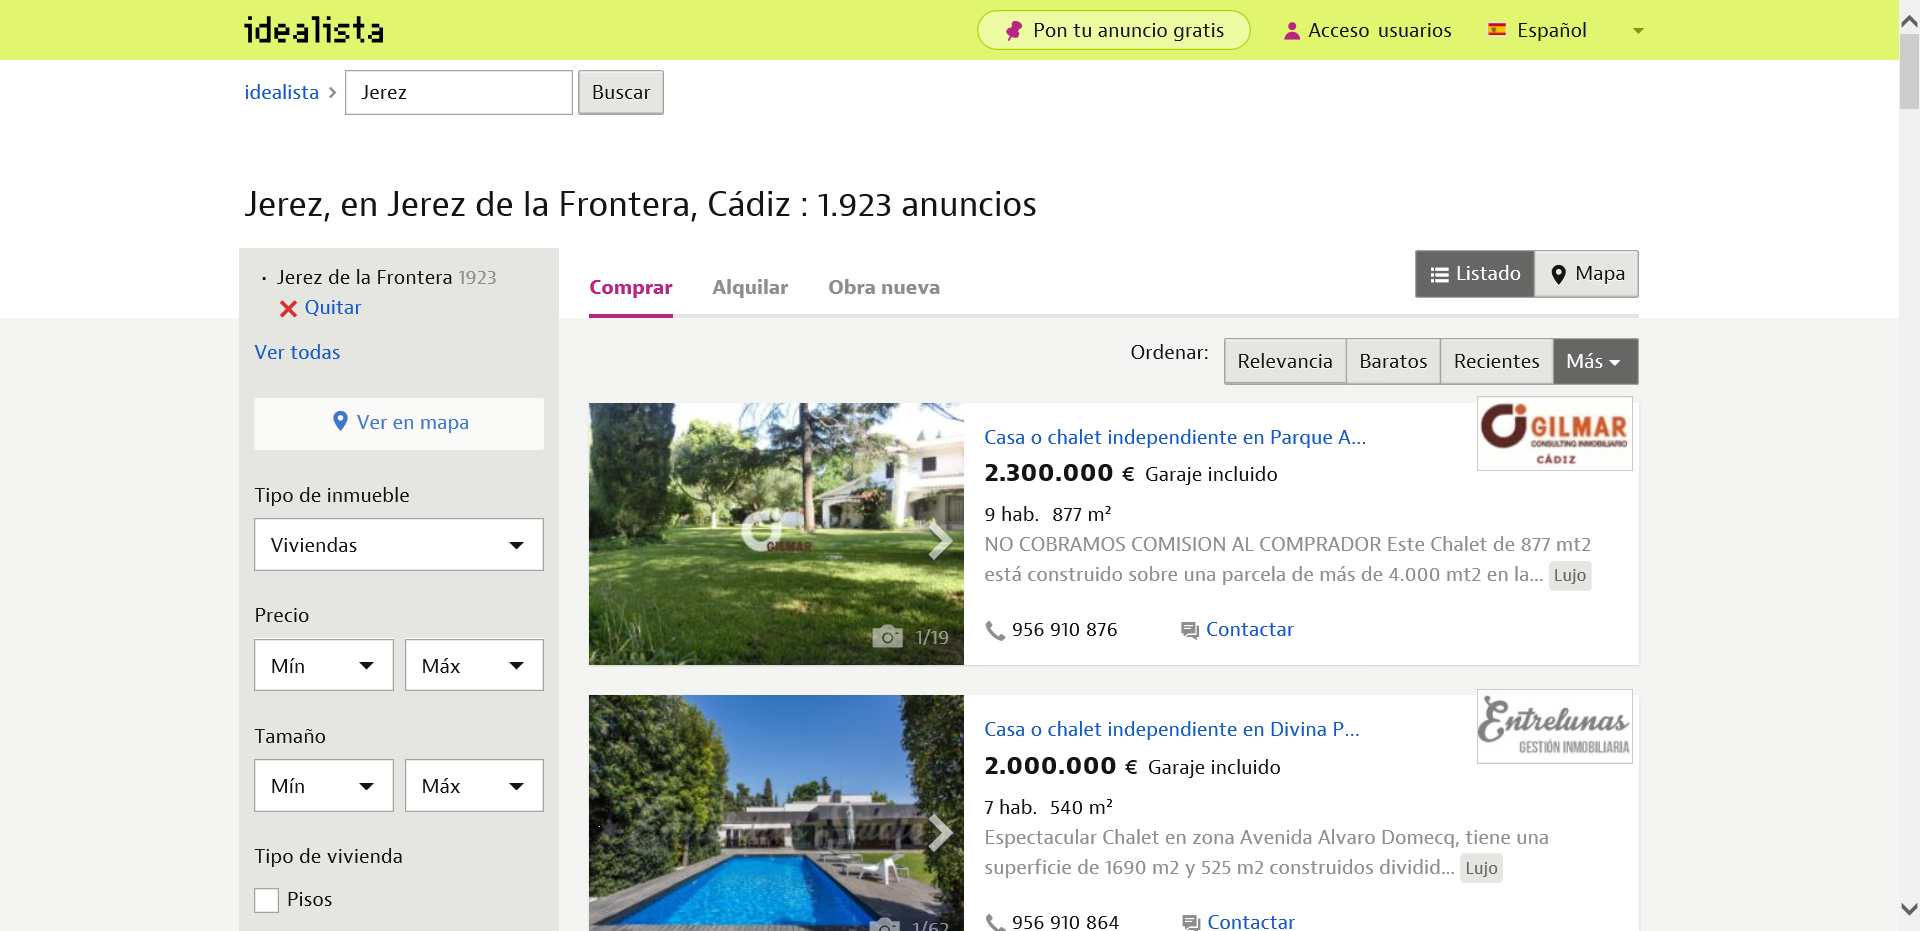 idealista
Pon tu anuncio gratis
Acceso usuarios
Español
idealista
Jerez
Buscar
Jerez, en Jerez de la Frontera, Cádiz : 1.923 anuncios
Jerez de la Frontera 1923
Quitar
Ver todas
Ver en mapa
Tipo de inmueble
Viviendas
Precio
Mín
Máx
Tamaño
Mín
Máx
Tipo de vivienda
Pisos
Comprar
Alquilar
Obra nueva
Listado
Mapa
Ordenar:
Relevancia
Baratos
Recientes
Más
GILMAR
1/19
Casa o chalet independiente en Parque A...
GILMAR
CONSULTING INMOBILIARIO
CÁDIZ
2.300.000 € Garaje incluido
9 hab. 877 m²
NO COBRAMOS COMISION AL COMPRADOR Este Chalet de 877 mt2
está construido sobre una parcela de más de 4.000 mt2 en la... Lujo
956 910 876
Contactar
1/62
Casa o chalet independiente en Divina P...
Entrelunas
GESTIÓN INMOBILIARIA
2.000.000 € Garaje incluido
7 hab. 540 m²
Espectacular Chalet en zona Avenida Alvaro Domecq, tiene una
superficie de 1690 m2 y 525 m2 construidos dividid... Lujo
956 910 864
Contactar